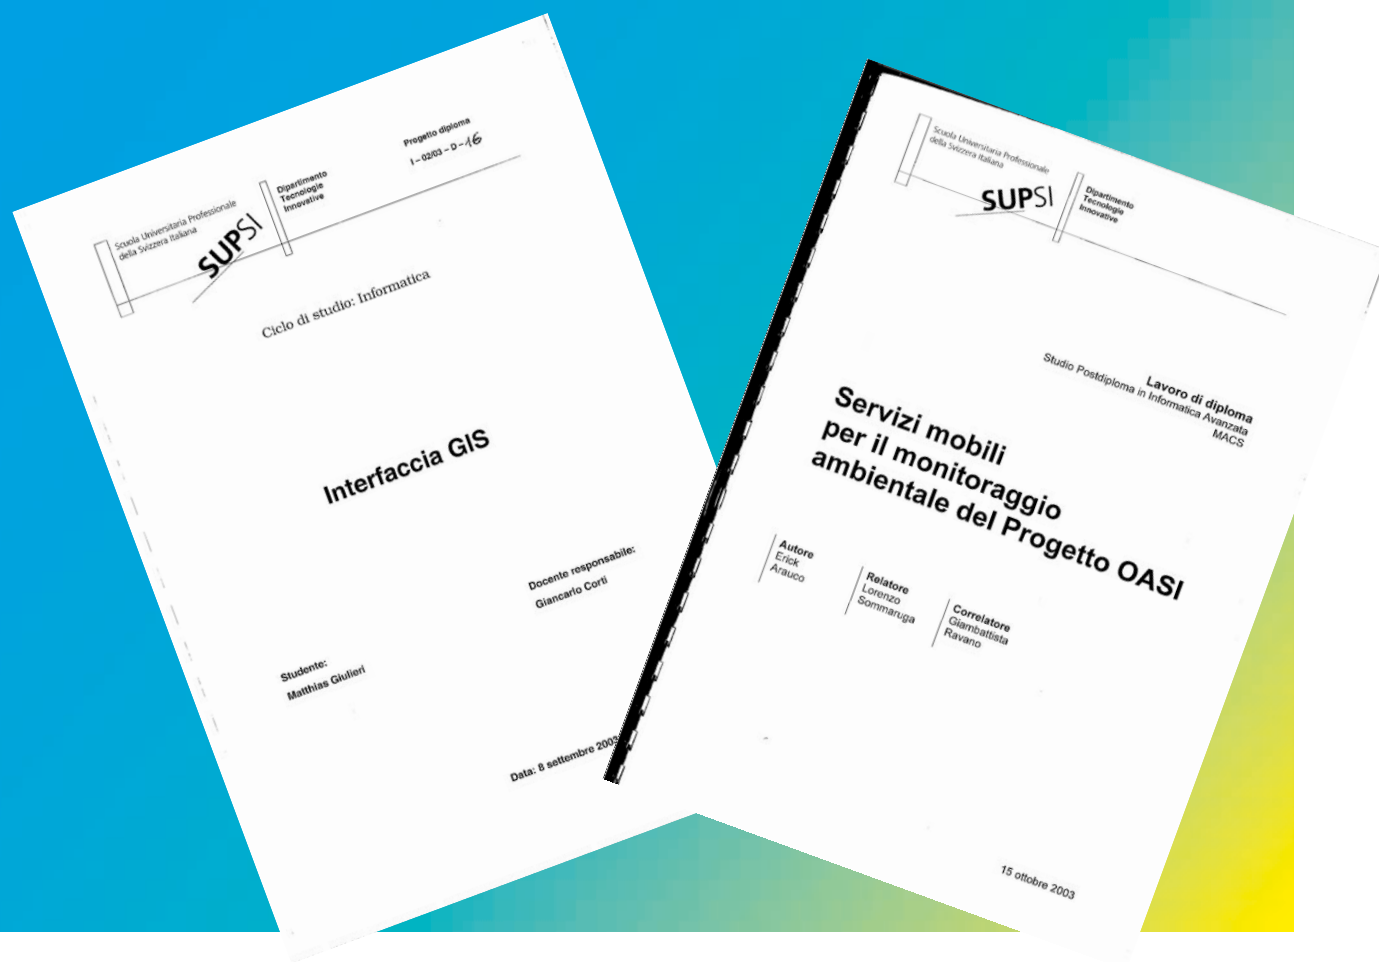 Progetto diploma
I – 02/03 – D – 16
Scuola Universitaria Professionale
della Svizzera Italiana
SUPSI
Dipartimento
Tecnologie
Innovative
Ciclo di studio: Informatica
Interfaccia GIS
Docente responsabile:
Giancarlo Corti
Studente:
Matthias Giulieri
Data: 8 settembre 2003
Scuola Universitaria Professionale
della Svizzera Italiana
SUPSI
Dipartimento
Tecnologie
Innovative
Lavoro di diploma
Studio Postdiploma in Informatica Avanzata
MACS
Servizi mobili
per il monitoraggio
ambientale del Progetto OASI
Autore
Erick
Arauco
Relatore
Lorenzo
Sommaruga
Correlatore
Giambattista
Ravano
15 ottobre 2003